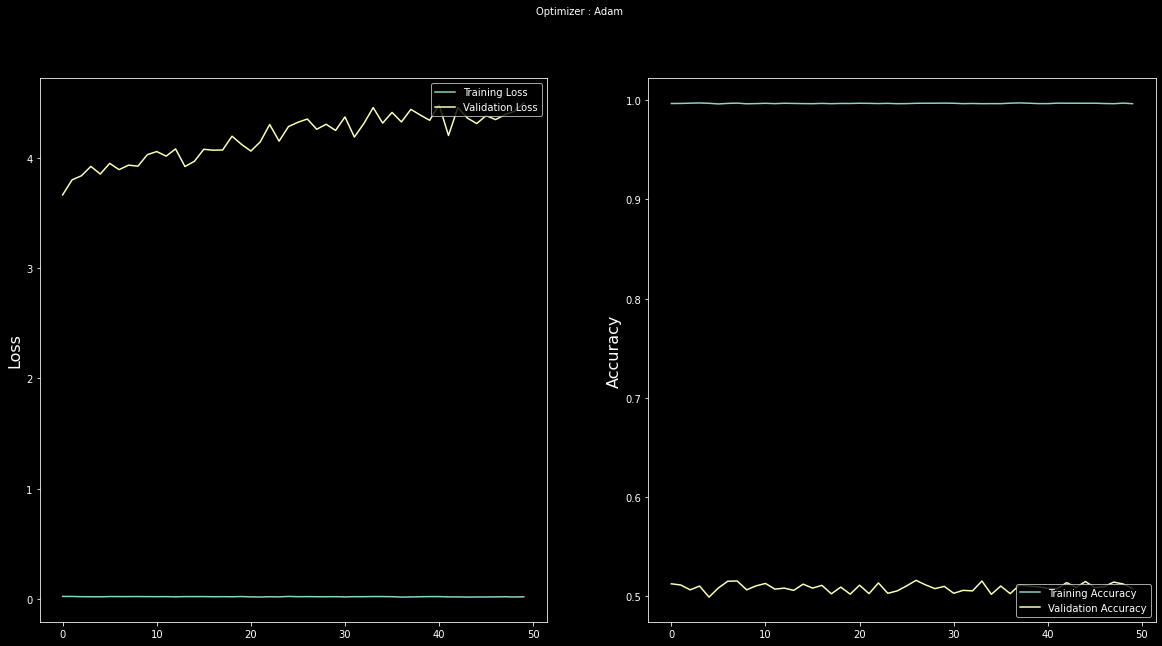 Optimizer : Adam
Training Loss
Validation Loss
Loss
4
3
2
1
0
0 10 20 30 40 50
Accuracy
1.0
0.9
0.8
0.7
0.6
0.5
Training Accuracy
Validation Accuracy
0 10 20 30 40 50